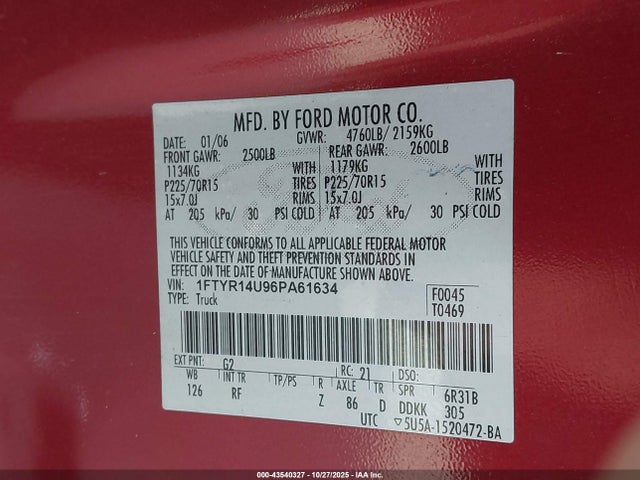 MFD. BY FORD MOTOR CO.
DATE: 01/06 GVWR: 4760LB/ 2159KG
FRONT GAWR: 2500LB REAR GAWR: 2600LB
1134KG WITH 1179KG WITH
P225/70R15 TIRES P225/70R15 TIRES
15x7.0J RIMS 15x7.0J RIMS
AT 205 kPa/ 30 PSI COLD AT 205 kPa/ 30 PSI COLD
THIS VEHICLE CONFORMS TO ALL APPLICABLE FEDERAL MOTOR
VEHICLE SAFETY AND THEFT PREVENTION STANDARDS IN
EFFECT ON THE DATE OF MANUFACTURE SHOWN ABOVE.
VIN: 1FTYR14U96PA61634 F0045
TYPE: Truck T0469
EXT PNT: G2 RC: 21 DSO:
WB INT TR TP/PS R AXLE TR SPR 6R31B
126 RF Z 86 D DDKK 305
UTC ▽5U5A-1520472-BA
000-43540327 - 10/27/2025 - IAAI.COM